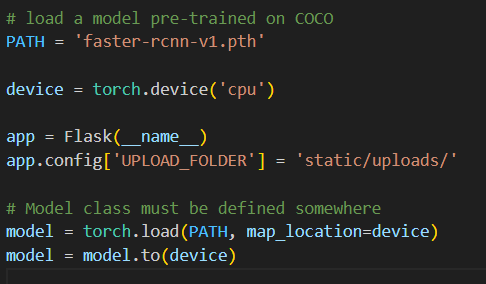 # load a model pre-trained on COCO
PATH = 'faster-rcnn-v1.pth'
device = torch.device('cpu')
app = Flask(__name__)
app.config['UPLOAD_FOLDER'] = 'static/uploads/'
# Model class must be defined somewhere
model = torch.load(PATH, map_location=device)
model = model.to(device)